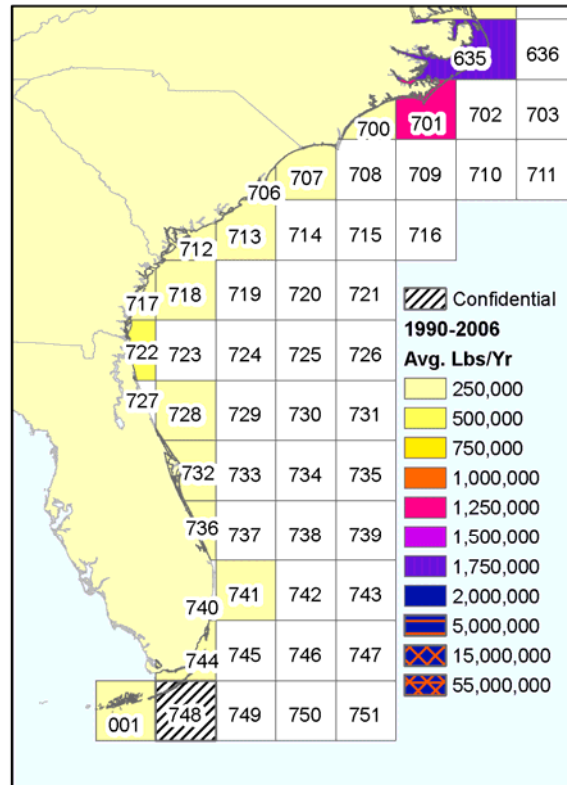 635 636
700 701 702 703
706 707 708 709 710 711
712 713 714 715 716
717 718 719 720 721
722 723 724 725 726
727 728 729 730 731
732 733 734 735
736 737 738 739
740 741 742 743
744 745 746 747
001 748 749 750 751
Confidential
1990-2006
Avg. Lbs/Yr
250,000
500,000
750,000
1,000,000
1,250,000
1,500,000
1,750,000
2,000,000
5,000,000
15,000,000
55,000,000